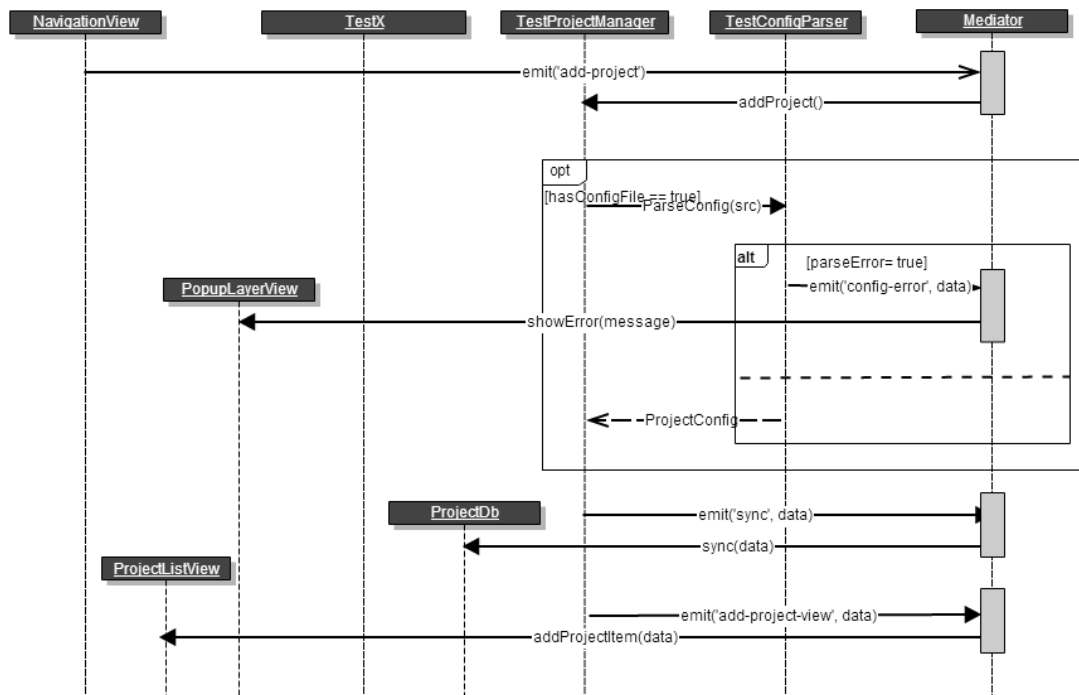 NavigationView
TestX
TestProjectManager
TestConfigParser
Mediator
emit('add-project')
addProject()
opt
[hasConfigFile == true]
ParseConfig(src)
alt
[parseError= true]
emit('config-error', data)
PopupLayerView
showError(message)
ProjectConfig
ProjectDb
emit('sync', data)
sync(data)
ProjectListView
emit('add-project-view', data)
addProjectItem(data)